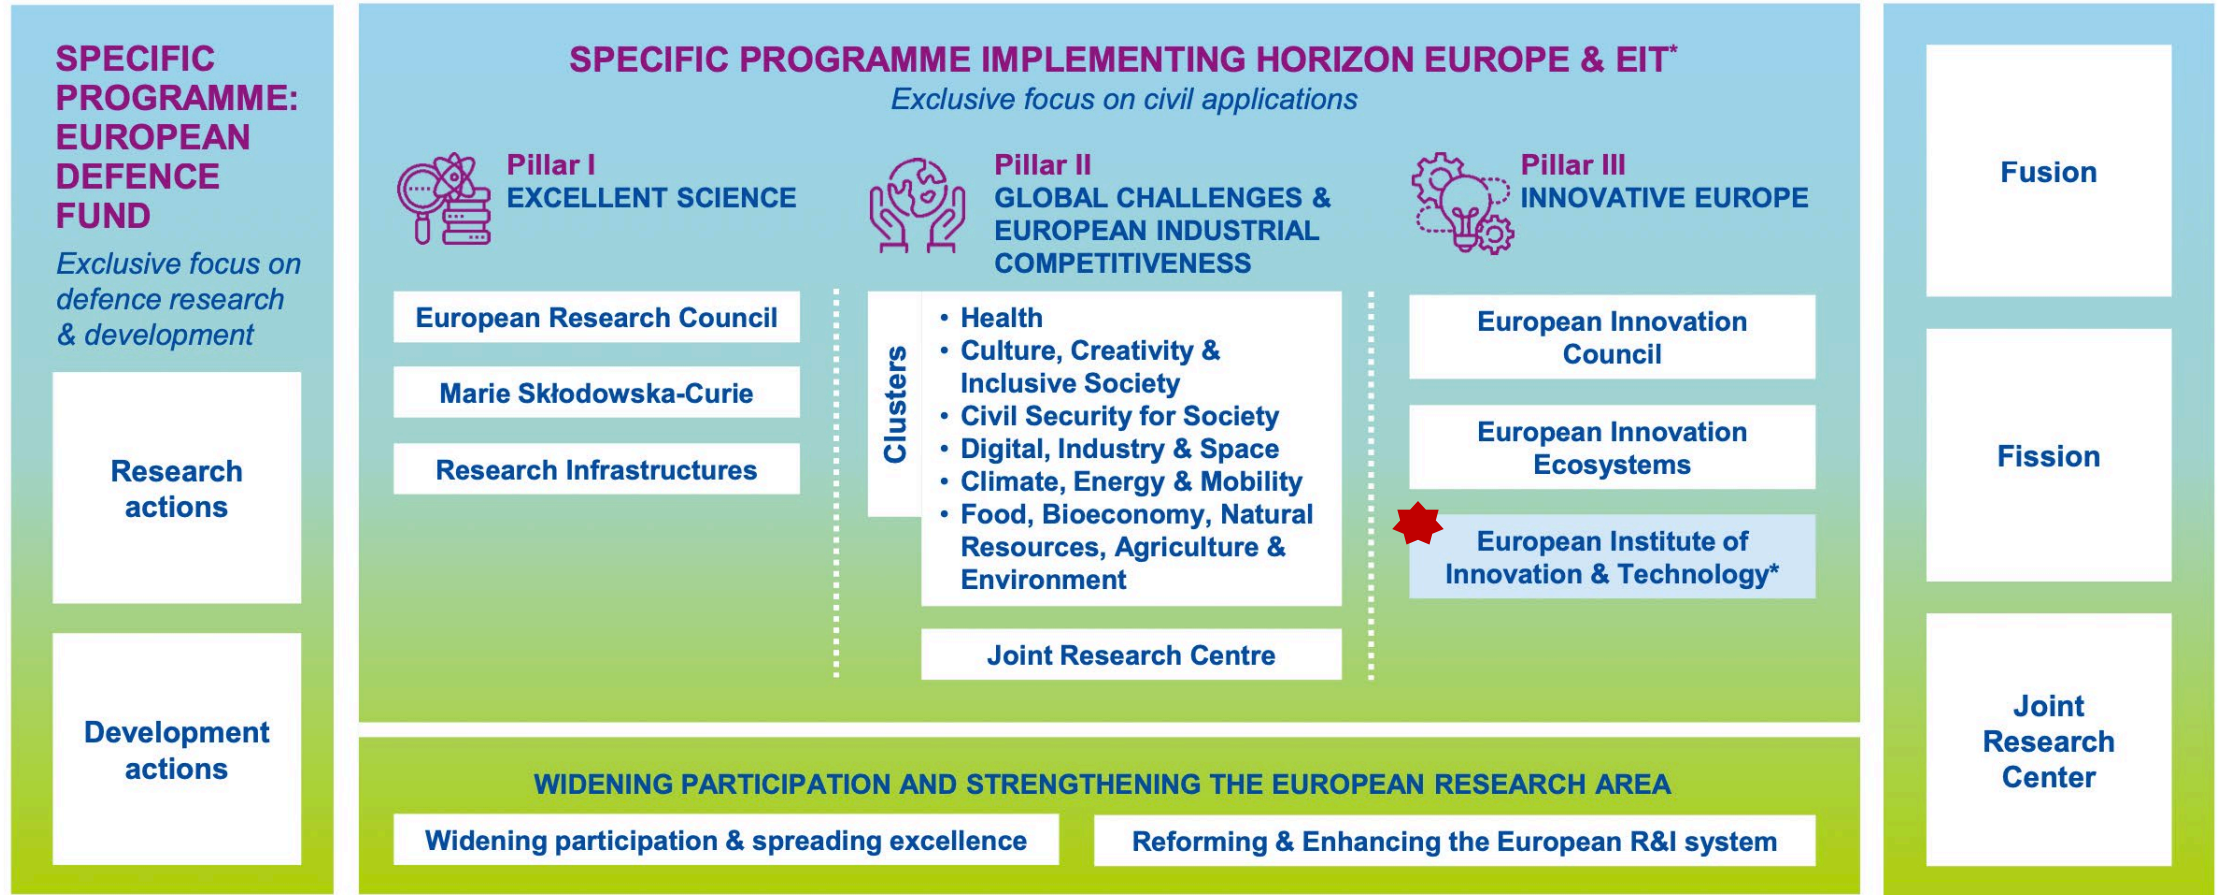 SPECIFIC
PROGRAMME:
EUROPEAN
DEFENCE
FUND
Exclusive focus on
defence research
& development
Research
actions
Development
actions
SPECIFIC PROGRAMME IMPLEMENTING HORIZON EUROPE & EIT*
Exclusive focus on civil applications
Pillar I
EXCELLENT SCIENCE
European Research Council
Marie Skłodowska-Curie
Research Infrastructures
Pillar II
GLOBAL CHALLENGES &
EUROPEAN INDUSTRIAL
COMPETITIVENESS
Clusters
• Health
• Culture, Creativity &
Inclusive Society
• Civil Security for Society
• Digital, Industry & Space
• Climate, Energy & Mobility
• Food, Bioeconomy, Natural
Resources, Agriculture &
Environment
Joint Research Centre
Pillar III
INNOVATIVE EUROPE
European Innovation
Council
European Innovation
Ecosystems
European Institute of
Innovation & Technology*
WIDENING PARTICIPATION AND STRENGTHENING THE EUROPEAN RESEARCH AREA
Widening participation & spreading excellence
Reforming & Enhancing the European R&I system
Fusion
Fission
Joint
Research
Center